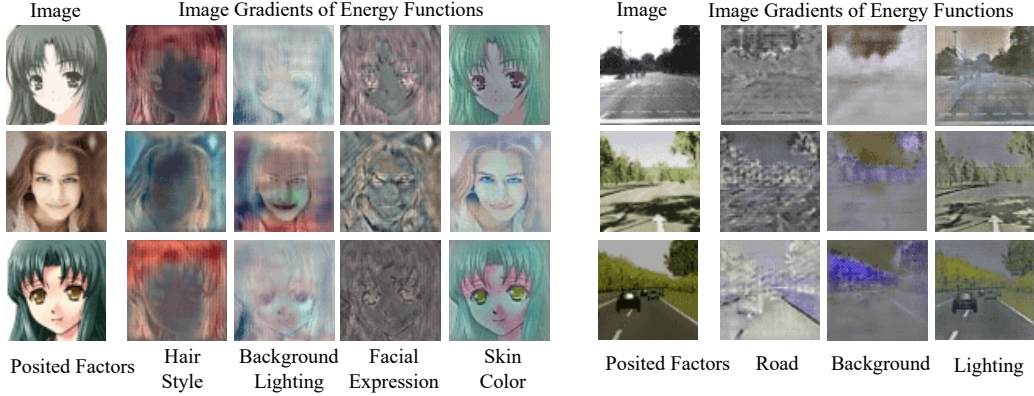 Image
Image Gradients of Energy Functions
Image
Image Gradients of Energy Functions
Posited Factors
Hair
Style
Background
Lighting
Facial
Expression
Skin
Color
Posited Factors
Road
Background
Lighting